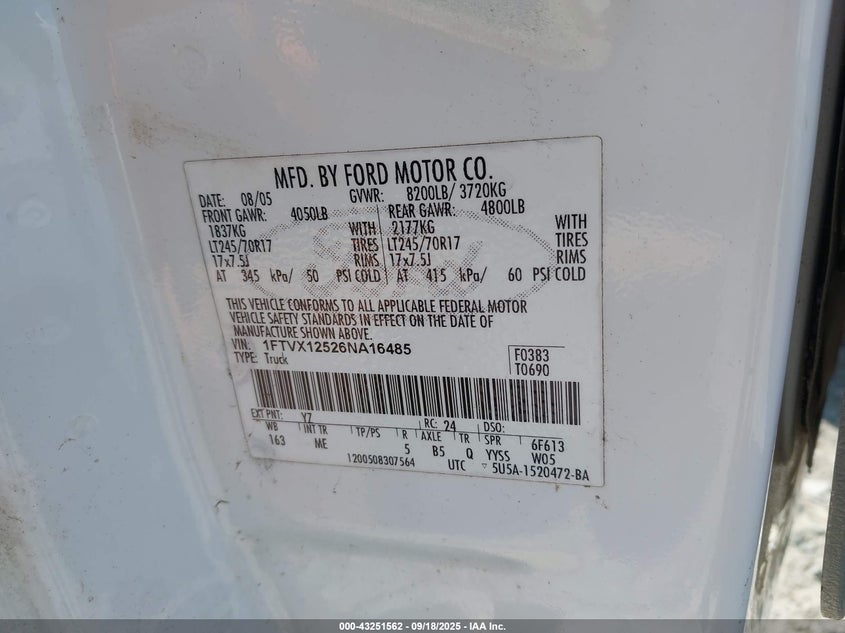 MFD. BY FORD MOTOR CO.
DATE: 08/05 GVWR: 8200LB/ 3720KG
FRONT GAWR: 4050LB REAR GAWR: 4800LB
1837KG WITH 2177KG WITH
LT245/70R17 TIRES LT245/70R17 TIRES
17x7.5J RIMS 17x7.5J RIMS
AT 345 kPa/ 50 PSI COLD AT 415 kPa/ 60 PSI COLD
THIS VEHICLE CONFORMS TO ALL APPLICABLE FEDERAL MOTOR
VEHICLE SAFETY STANDARDS IN EFFECT ON THE DATE OF
MANUFACTURE SHOWN ABOVE.
VIN: 1FTVX12526NA16485 F0383
TYPE: Truck T0690
EXT PNT: YZ RC: 24 DSO:
WB INT TR TP/PS R AXLE TR SPR 6F613
163 ME 5 B5 Q YYSS W05
1200508307564 UTC ▽ 5U5A-1520472-BA
000-43251562 - 09/18/2025 - IAA Inc.